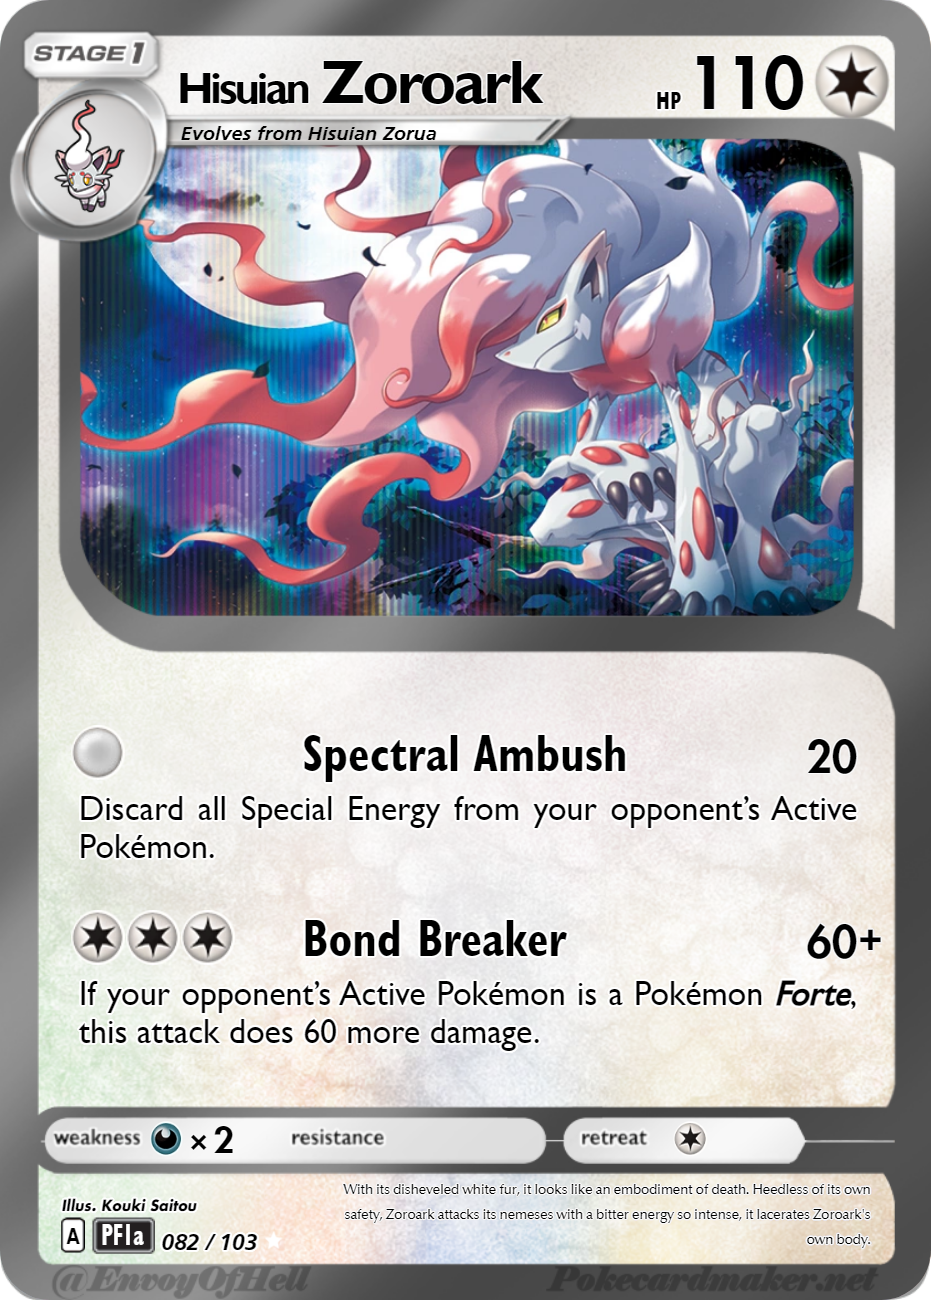 STAGE 1
Hisuian Zoroark HP 110
Evolves from Hisuian Zorua
Spectral Ambush 20
Discard all Special Energy from your opponent's Active
Pokémon.
Bond Breaker 60+
If your opponent's Active Pokémon is a Pokémon Forte,
this attack does 60 more damage.
weakness ×2 resistance retreat
Illus. Kouki Saitou
A PF1a 082 / 103
With its disheveled white fur, it looks like an embodiment of death. Heedless of its own
safety, Zoroark attacks its nemeses with a bitter energy so intense, it lacerates Zoroark's
own body.
@EnvoyOfHell Pokecardmaker.net